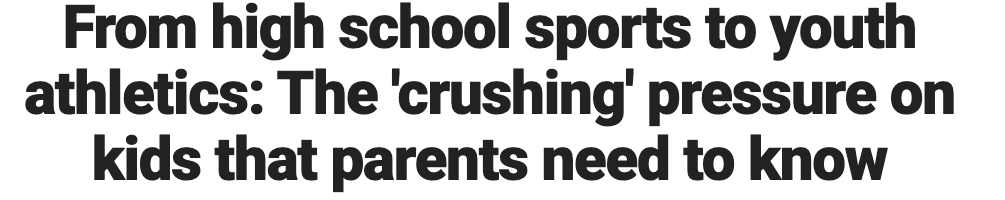 From high school sports to youth
athletics: The 'crushing' pressure on
kids that parents need to know